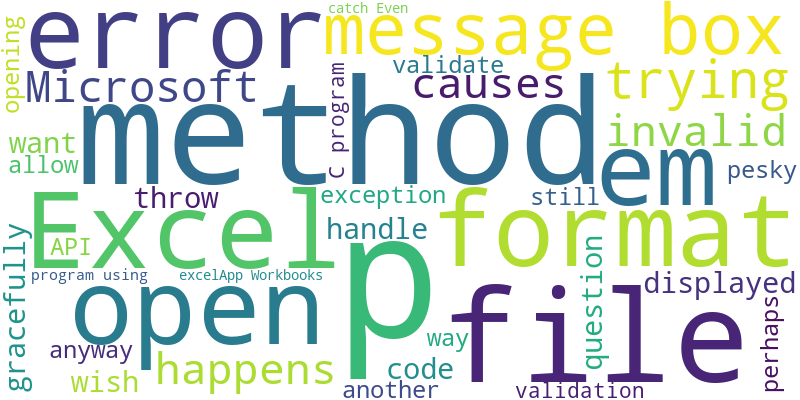 catch Even
error
message box
opening
Microsoft
validate
causes
trying
method
C program
want
allow
invalid
em
pesky
throw
exception
still
Excel
format
API
handle
p
gracefully
program using
excelApp Workbooks
question
displayed
open
file
perhaps
anyway
way
happens
code
wish
another
validation